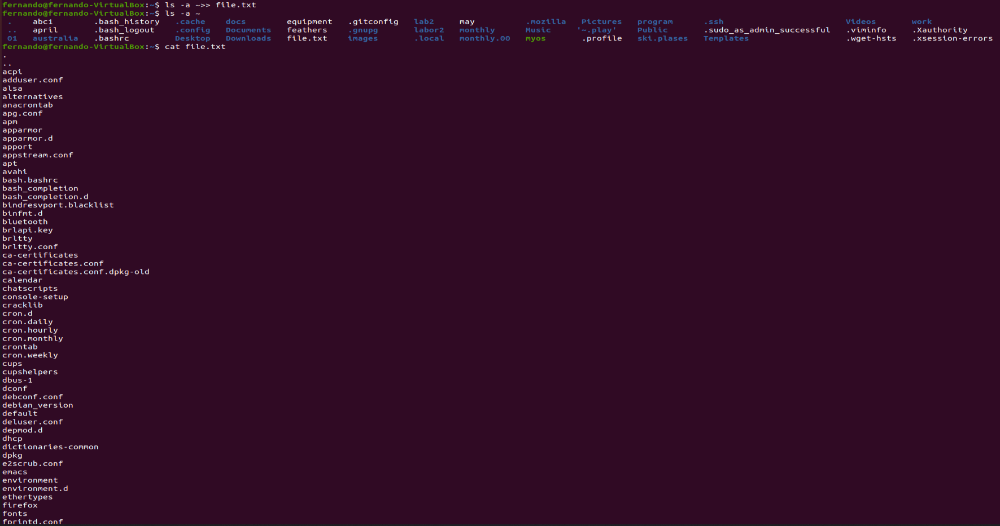 fernando@fernando-VirtualBox:~$ ls -a ~>> file.txt
fernando@fernando-VirtualBox:~$ ls -a ~
.    abc1       .bash_history  .cache   docs       equipment  .gitconfig  lab2    may         .mozilla  Pictures   program     .ssh                       Videos      work
..   april      .bash_logout   .config  Documents  feathers   .gnupg      labor2  monthly     Music     '~.play'   Public      .sudo_as_admin_successful  .viminfo    .Xauthority
01   australia  .bashrc        Desktop  Downloads  file.txt   images      .local  monthly.00  myos      .profile   ski.plases  Templates                  .wget-hsts  .xsession-errors
fernando@fernando-VirtualBox:~$ cat file.txt
.
..
acpi
adduser.conf
alsa
alternatives
anacrontab
apg.conf
apm
apparmor
apparmor.d
apport
appstream.conf
apt
avahi
bash.bashrc
bash_completion
bash_completion.d
bindresvport.blacklist
binfmt.d
bluetooth
brlapi.key
brltty
brltty.conf
ca-certificates
ca-certificates.conf
ca-certificates.conf.dpkg-old
calendar
chatscripts
console-setup
cracklib
cron.d
cron.daily
cron.hourly
cron.monthly
crontab
cron.weekly
cups
cupshelpers
dbus-1
dconf
debconf.conf
debian_version
default
deluser.conf
depmod.d
dhcp
dictionaries-common
dpkg
e2scrub.conf
emacs
environment
environment.d
ethertypes
firefox
fonts
fprintd.conf